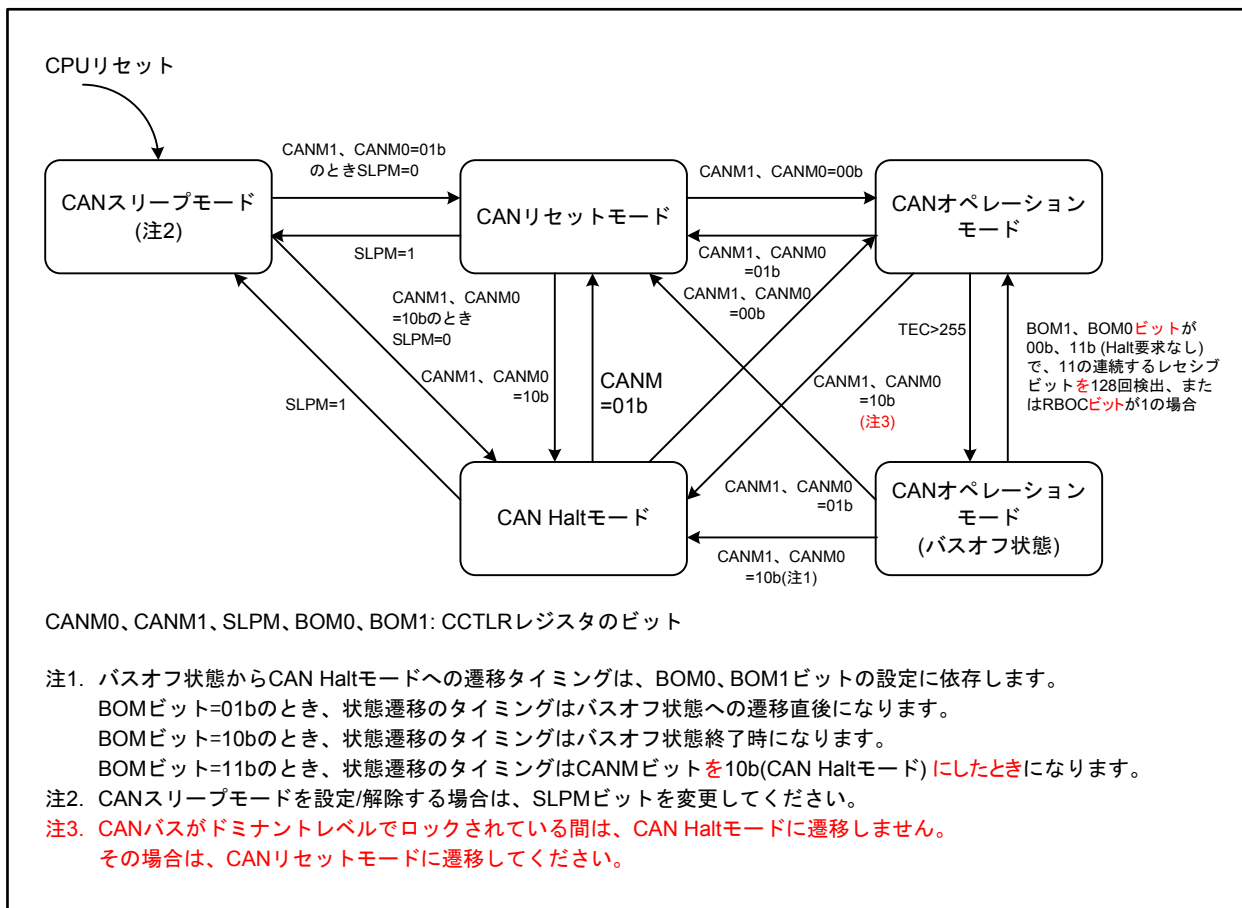 CPUリセット
CANM1、CANM0=01b
のときSLPM=0
CANM1、CANM0=00b
CANスリープモード
(注2)
CANリセットモード
CANオペレーション
モード
SLPM=1
CANM1、CANM0
=01b
CANM1、CANM0
=00b
CANM1、CANM0
=10bのとき
SLPM=0
TEC>255
BOM1、BOM0ビットが
00b、11b (Halt要求なし)
で、11の連続するレセシブ
ビットを128回検出、また
はRBOCビットが1の場合
CANM1、CANM0
=10b
CANM
=01b
CANM1、CANM0
=10b
(注3)
SLPM=1
CAN Haltモード
CANM1、CANM0
=01b
CANオペレーション
モード
(バスオフ状態)
CANM1、CANM0
=10b(注1)
CANM0、CANM1、SLPM、BOM0、BOM1: CCTLRレジスタのビット
注1. バスオフ状態からCAN Haltモードへの遷移タイミングは、BOM0、BOM1ビットの設定に依存します。
BOMビット=01bのとき、状態遷移のタイミングはバスオフ状態への遷移直後になります。
BOMビット=10bのとき、状態遷移のタイミングはバスオフ状態終了時になります。
BOMビット=11bのとき、状態遷移のタイミングはCANMビットを10b(CAN Haltモード) にしたときになります。
注2. CANスリープモードを設定/解除する場合は、SLPMビットを変更してください。
注3. CANバスがドミナントレベルでロックされている間は、CAN Haltモードに遷移しません。
その場合は、CANリセットモードに遷移してください。